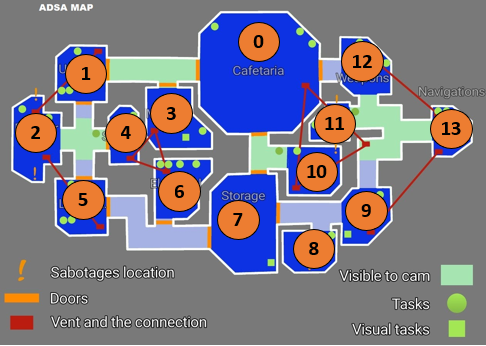 ADSA MAP
0
Cafetaria
12
Weapons
1
U
Navigations
3
11
13
2
4
10
6
E
5
Storage
7
9
8
! Sabotages location
Doors
Vent and the connection
Visible to cam
Tasks
Visual tasks